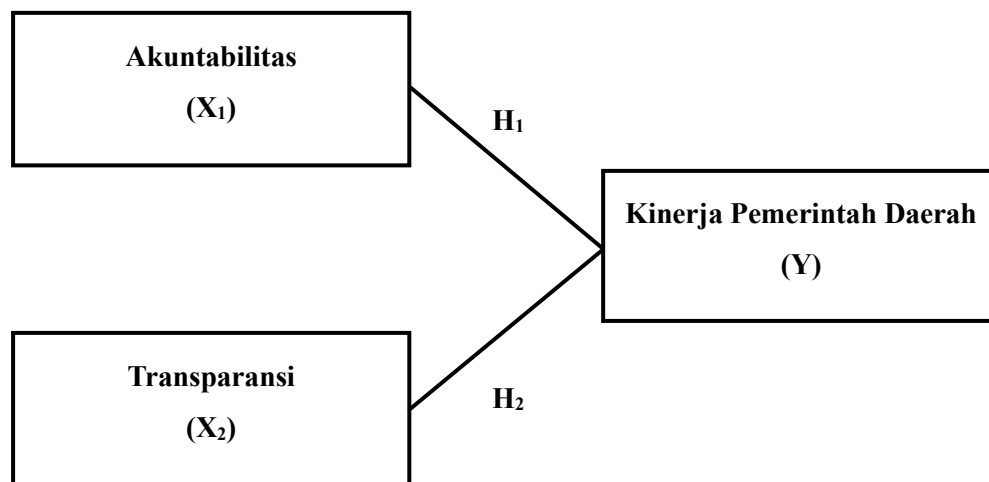 Akuntabilitas
(X₁)
H₁
Kinerja Pemerintah Daerah
(Y)
Transparansi
(X₂)
H₂